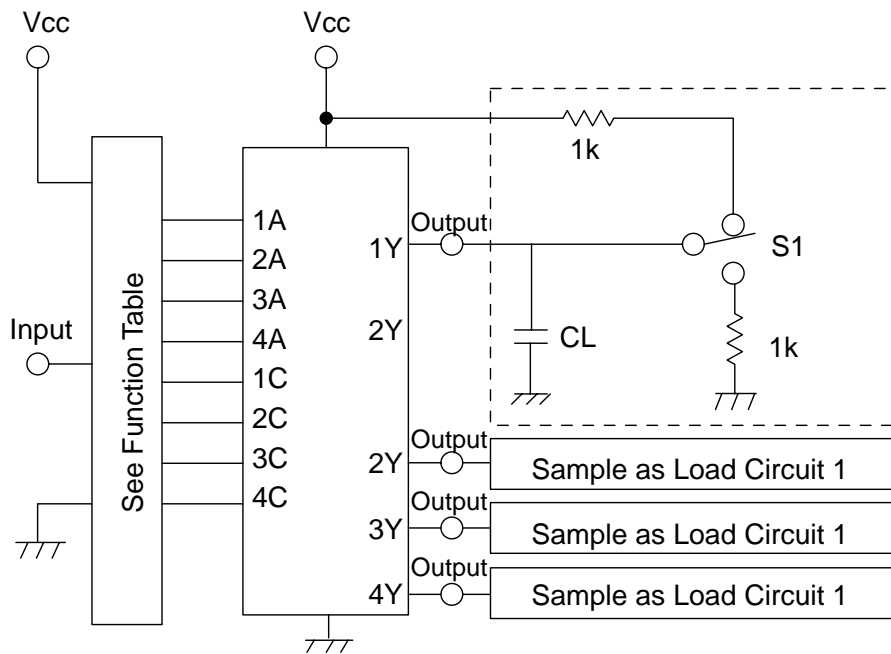 Vcc
Vcc
1k
Output
1A
1Y
S1
2A
See Function Table
3A
Input
2Y
4A
CL
1k
1C
2C
Output
3C
2Y
Sample as Load Circuit 1
4C
Output
3Y
Sample as Load Circuit 1
Output
4Y
Sample as Load Circuit 1